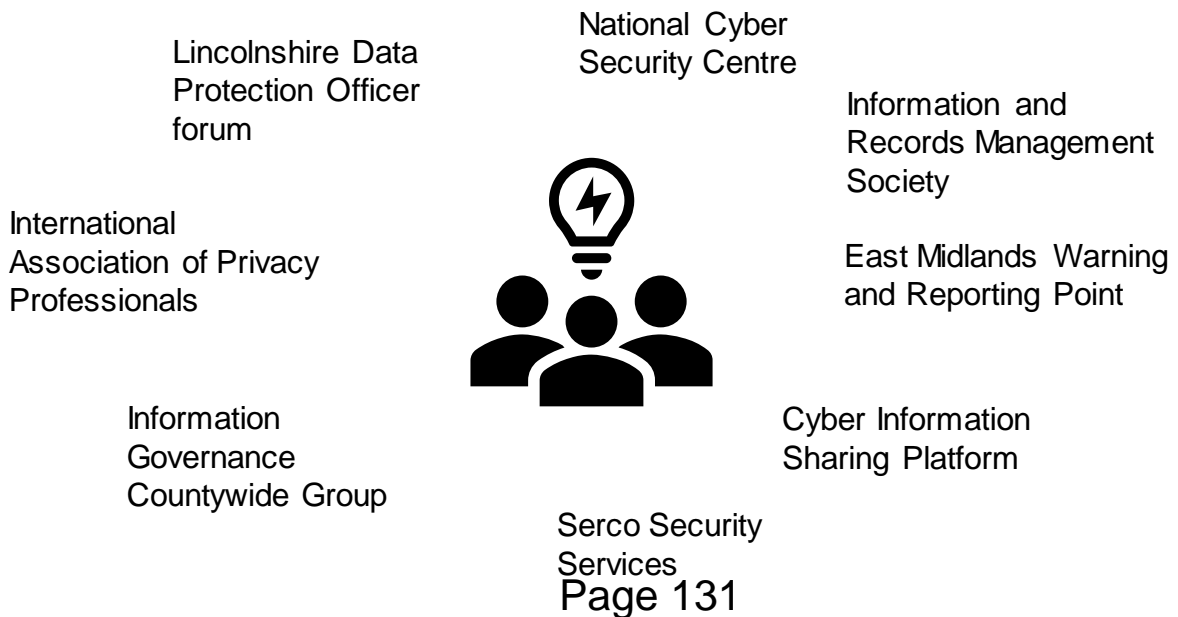 National Cyber
Security Centre
Lincolnshire Data
Protection Officer
forum
Information and
Records Management
Society
International
Association of Privacy
Professionals
East Midlands Warning
and Reporting Point
Information
Governance
Countywide Group
Cyber Information
Sharing Platform
Serco Security
Services
Page 131